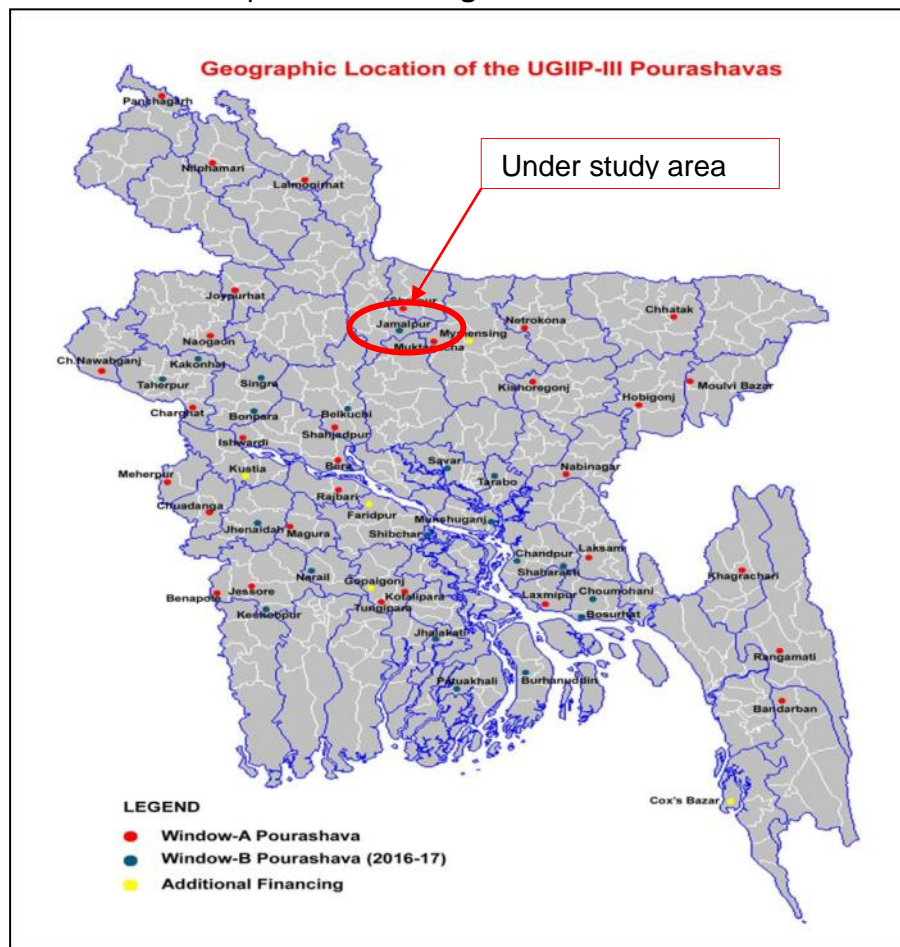 Geographic Location of the UGIIP-III Pourashavas
Panchagarh
Under study area
Nilphamari
Lalmonirhat
Joypurhat
Chhatak
Jamalpur
Netrokona
Naogaon
Kakonhat
Ch.Nawabganj
Taherpur
Singra
Kishoregonj
Moulvi Bazar
Hobigonj
Charghat
Bonpara
Belkuchi
Shahjadpur
Ishwardi
Bera
Savar
Nabinagar
Meherpur
Kustia
Tarabo
Rajbari
Chuadanga
Faridpur
Munshuganj
Jhenaidah
Magura
Shibchar
Chandpur
Laksam
Shabarasti
Khagrachari
Narail
Gopalgonj
Jessore
Kotalipara
Laxmipur
Choumohani
Benapole
Tungipara
Keshobpur
Bosurhat
Jhalakati
Rangamati
Patuakhali
Burhanuddin
Bandarban
Cox's Bazar
LEGEND
Window-A Pourashava
Window-B Pourashava (2016-17)
Additional Financing